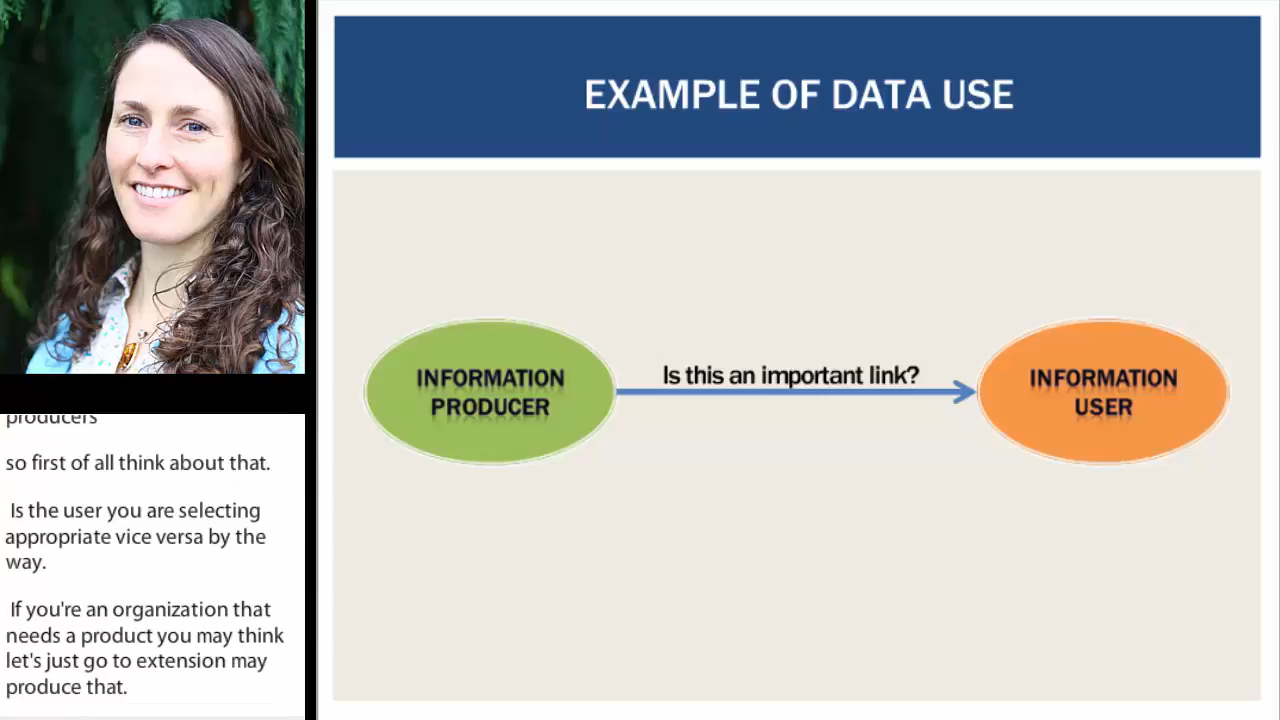 producers
so first of all think about that.
Is the user you are selecting
appropriate vice versa by the
way.
If you're an organization that
needs a product you may think
let's just go to extension may
produce that.
EXAMPLE OF DATA USE
INFORMATION
PRODUCER
Is this an important link?
INFORMATION
USER